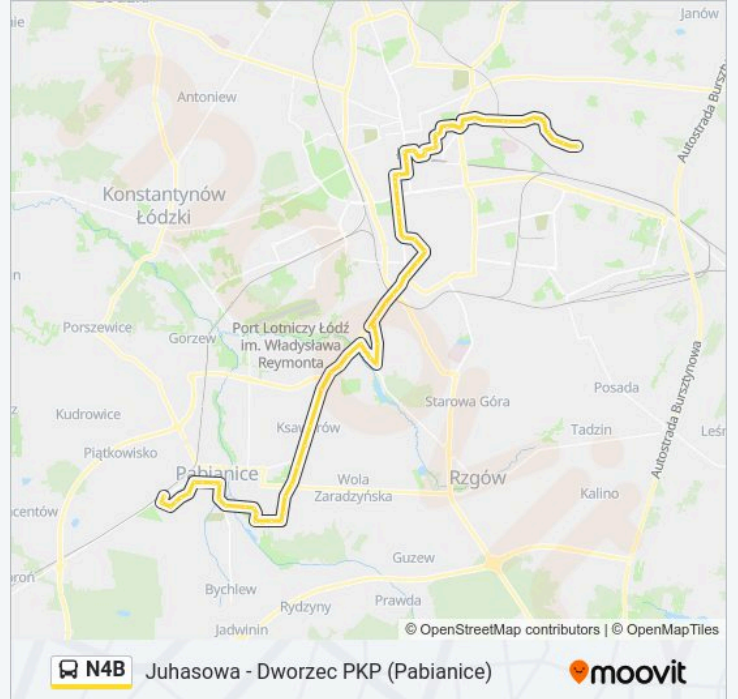 Janów
Antoniew
Autostrada Burszt
Konstantynów
Łódzki
Porszewice
Gorzew
Port Lotniczy Łódź
im. Władysława
Reymonta
Posada
Autostrada Bursztynowa
Kudrowice
Starowa Góra
Ksawerów
Tadzin
Piątkowisko
Pabianice
Wola
Zaradzyńska
Rzgów
Kalino
Guzew
Bychlew
Rydzyny
Prawda
Jadwinin
© OpenStreetMap contributors | © OpenMapTiles
N4B Juhasowa - Dworzec PKP (Pabianice) moovit